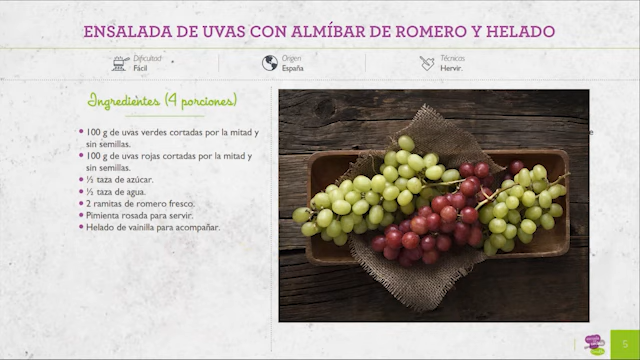 ENSALADA DE UVAS CON ALMÍBAR DE ROMERO Y HELADO
Dificultad
Fácil
Origen
España
Técnicas
Hervir.
Ingredientes (4 porciones)
100 g de uvas verdes cortadas por la mitad y
sin semillas.
100 g de uvas rojas cortadas por la mitad y
sin semillas.
½ taza de azúcar.
½ taza de agua.
2 ramitas de romero fresco.
Pimienta rosada para servir.
Helado de vainilla para acompañar.
e
5